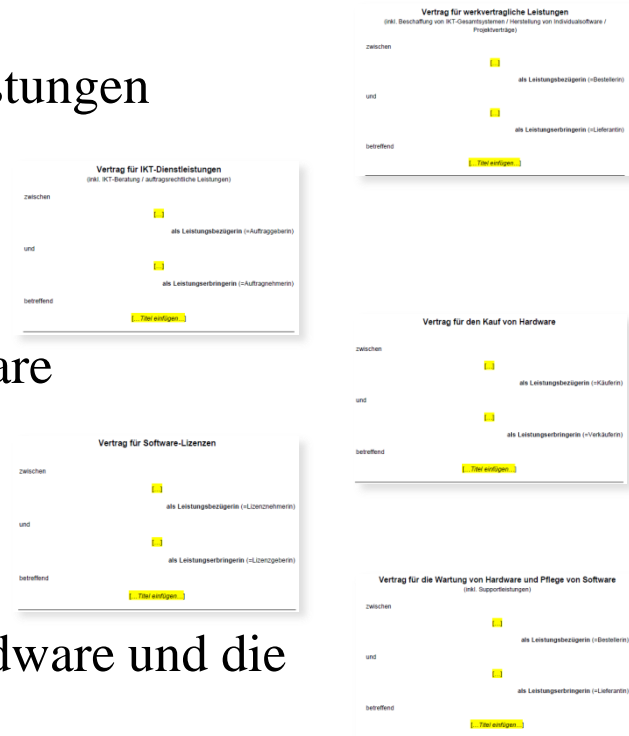 Vertrag für werkvertragliche Leistungen
(inkl. Beschaffung von IKT-Gesamtsystemen / Herstellung von Individualsoftware /
Projektverträge)
zwischen
[...]
als Leistungsbezügerin (=Bestellerin)
und
[...]
als Leistungserbringerin (=Lieferantin)
betreffend
[...Titel einfügen...]
stungen
Vertrag für IKT-Dienstleistungen
(inkl. IKT-Beratung / auftragsrechtliche Leistungen)
zwischen
[...]
als Leistungsbezügerin (=Auftraggeberin)
und
[...]
als Leistungserbringerin (=Auftragnehmerin)
betreffend
[...Titel einfügen...]
Vertrag für den Kauf von Hardware
zwischen
[...]
als Leistungsbezügerin (=Käuferin)
und
[...]
als Leistungserbringerin (=Verkäuferin)
betreffend
[...Titel einfügen...]
are
Vertrag für Software-Lizenzen
zwischen
[...]
als Leistungsbezügerin (=Lizenznehmerin)
und
[...]
als Leistungserbringerin (=Lizenzgeberin)
betreffend
[...Titel einfügen...]
Vertrag für die Wartung von Hardware und Pflege von Software
(inkl. Supportleistungen)
zwischen
[...]
als Leistungsbezügerin (=Bestellerin)
und
[...]
als Leistungserbringerin (=Lieferantin)
betreffend
[...Titel einfügen...]
dware und die